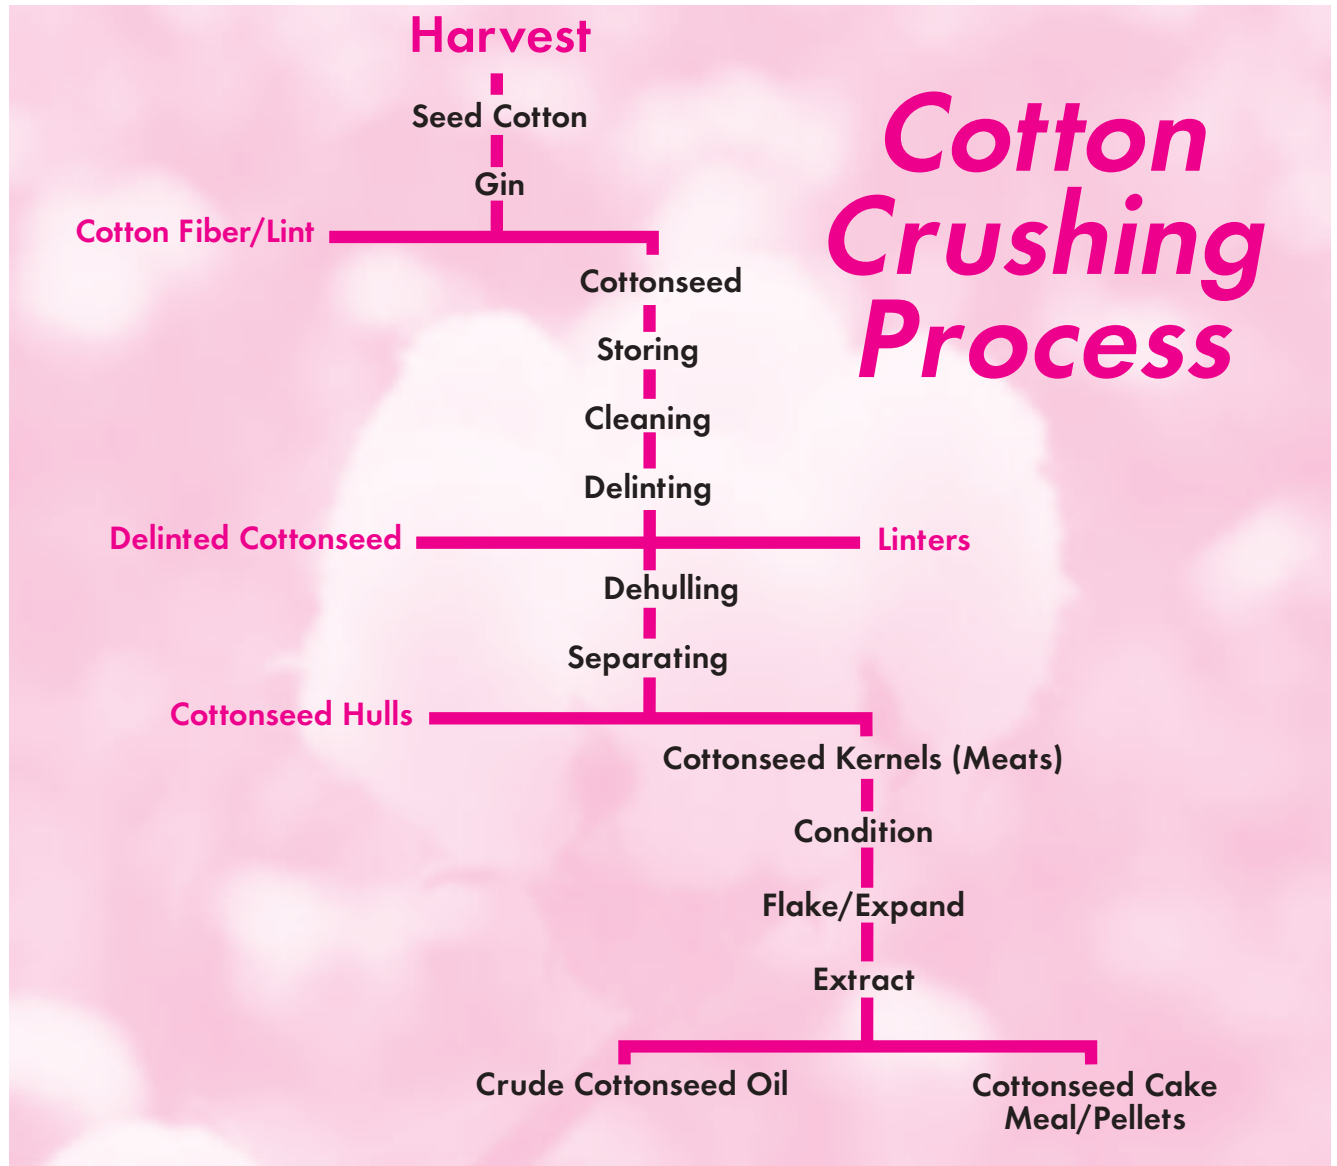 Harvest
Cotton
Crushing
Process
Seed Cotton
Gin
Cotton Fiber/Lint
Cottonseed
Storing
Cleaning
Delinting
Delinted Cottonseed
Linters
Dehulling
Separating
Cottonseed Hulls
Cottonseed Kernels (Meats)
Condition
Flake/Expand
Extract
Crude Cottonseed Oil
Cottonseed Cake
Meal/Pellets